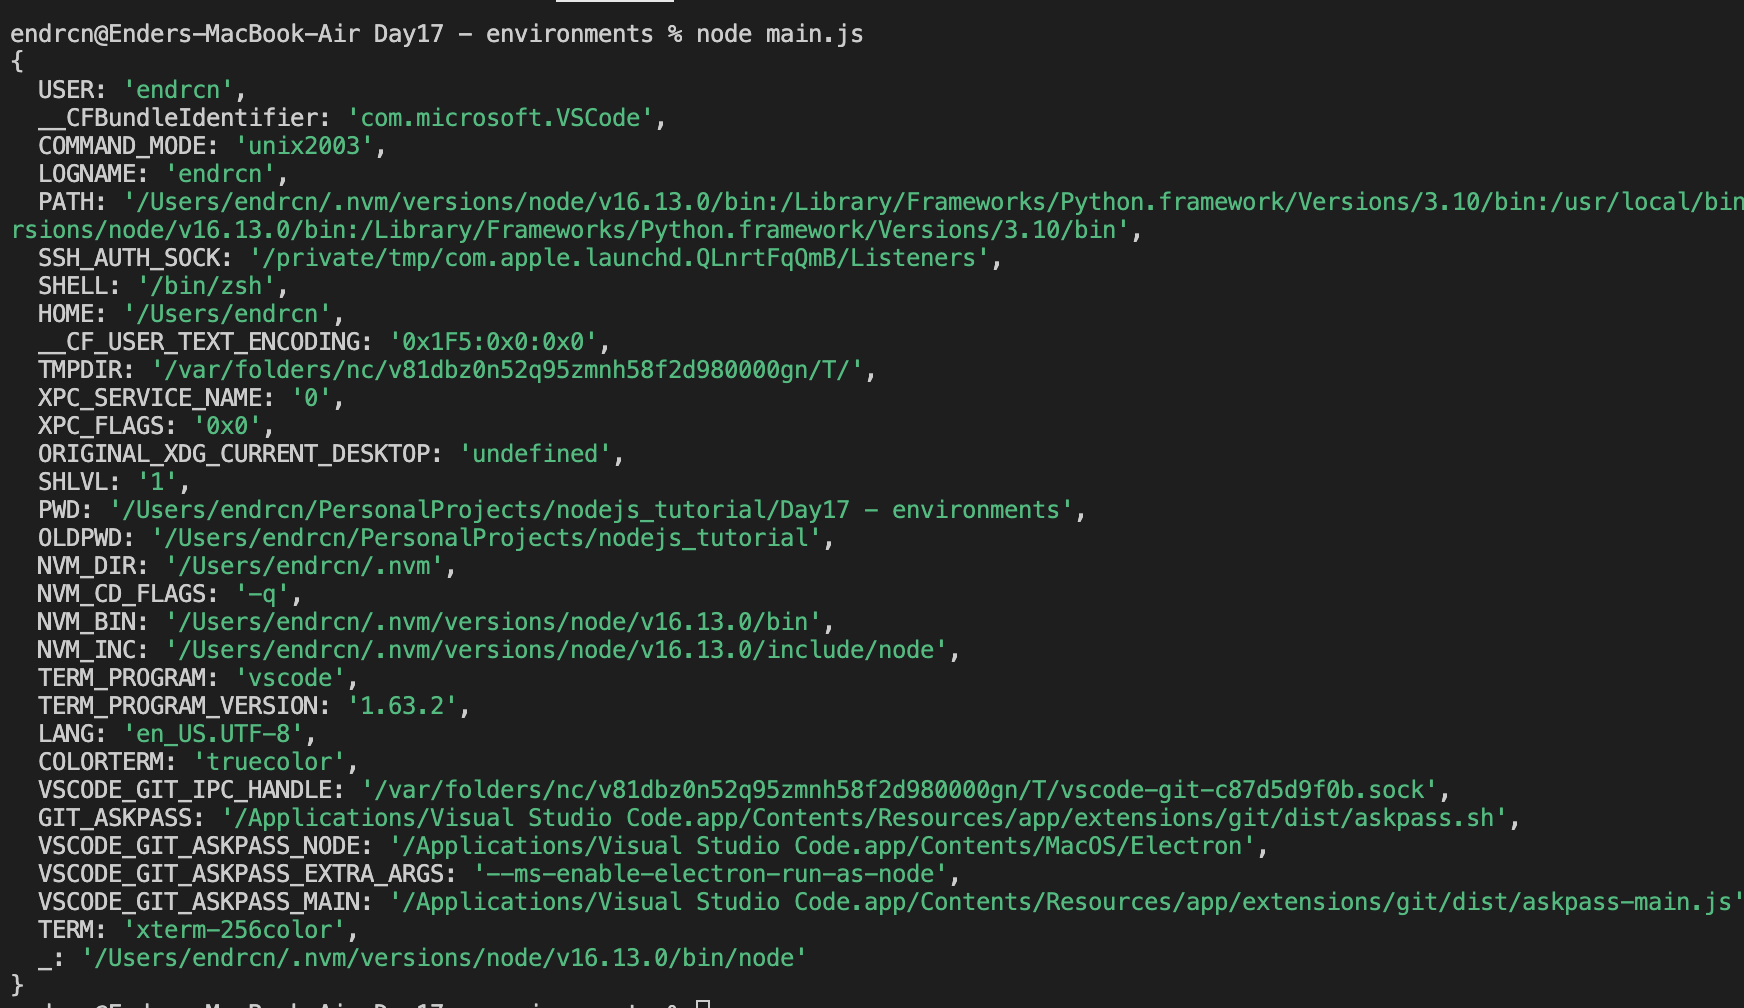 endrcn@Enders-MacBook-Air Day17 - environments % node main.js
{
  USER: 'endrcn',
  __CFBundleIdentifier: 'com.microsoft.VSCode',
  COMMAND_MODE: 'unix2003',
  LOGNAME: 'endrcn',
  PATH: '/Users/endrcn/.nvm/versions/node/v16.13.0/bin:/Library/Frameworks/Python.framework/Versions/3.10/bin:/usr/local/bin
rsions/node/v16.13.0/bin:/Library/Frameworks/Python.framework/Versions/3.10/bin',
  SSH_AUTH_SOCK: '/private/tmp/com.apple.launchd.QLnrtFqQmB/Listeners',
  SHELL: '/bin/zsh',
  HOME: '/Users/endrcn',
  __CF_USER_TEXT_ENCODING: '0x1F5:0x0:0x0',
  TMPDIR: '/var/folders/nc/v81dbz0n52q95zmnh58f2d980000gn/T/',
  XPC_SERVICE_NAME: '0',
  XPC_FLAGS: '0x0',
  ORIGINAL_XDG_CURRENT_DESKTOP: 'undefined',
  SHLVL: '1',
  PWD: '/Users/endrcn/PersonalProjects/nodejs_tutorial/Day17 - environments',
  OLDPWD: '/Users/endrcn/PersonalProjects/nodejs_tutorial',
  NVM_DIR: '/Users/endrcn/.nvm',
  NVM_CD_FLAGS: '-q',
  NVM_BIN: '/Users/endrcn/.nvm/versions/node/v16.13.0/bin',
  NVM_INC: '/Users/endrcn/.nvm/versions/node/v16.13.0/include/node',
  TERM_PROGRAM: 'vscode',
  TERM_PROGRAM_VERSION: '1.63.2',
  LANG: 'en_US.UTF-8',
  COLORTERM: 'truecolor',
  VSCODE_GIT_IPC_HANDLE: '/var/folders/nc/v81dbz0n52q95zmnh58f2d980000gn/T/vscode-git-c87d5d9f0b.sock',
  GIT_ASKPASS: '/Applications/Visual Studio Code.app/Contents/Resources/app/extensions/git/dist/askpass.sh',
  VSCODE_GIT_ASKPASS_NODE: '/Applications/Visual Studio Code.app/Contents/MacOS/Electron',
  VSCODE_GIT_ASKPASS_EXTRA_ARGS: '--ms-enable-electron-run-as-node',
  VSCODE_GIT_ASKPASS_MAIN: '/Applications/Visual Studio Code.app/Contents/Resources/app/extensions/git/dist/askpass-main.js'
  TERM: 'xterm-256color',
  _: '/Users/endrcn/.nvm/versions/node/v16.13.0/bin/node'
}
endrcn@Enders-MacBook-Air Day17 - environments %